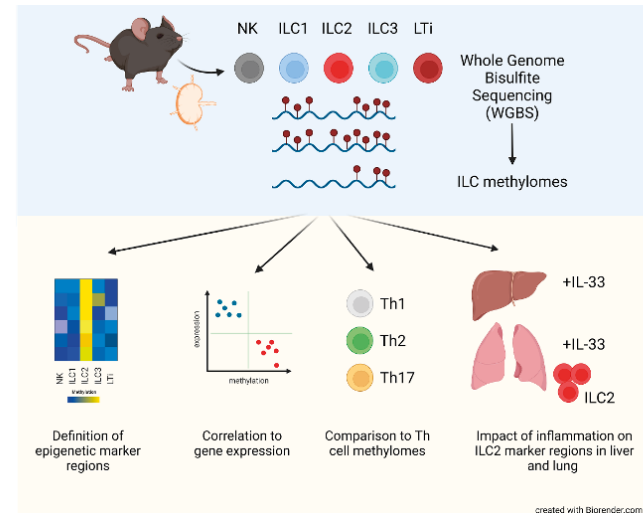 NK ILC1 ILC2 ILC3 LTi
Whole Genome
Bisulfite
Sequencing
(WGBS)
ILC methylomes
NK ILC1 ILC2 ILC3 LTi
Methylation
Definition of
epigenetic marker
regions
expression
methylation
Correlation to
gene expression
Th1
Th2
Th17
Comparison to Th
cell methylomes
+IL-33
+IL-33
ILC2
Impact of inflammation on
ILC2 marker regions in liver
and lung
created with Biorender.com